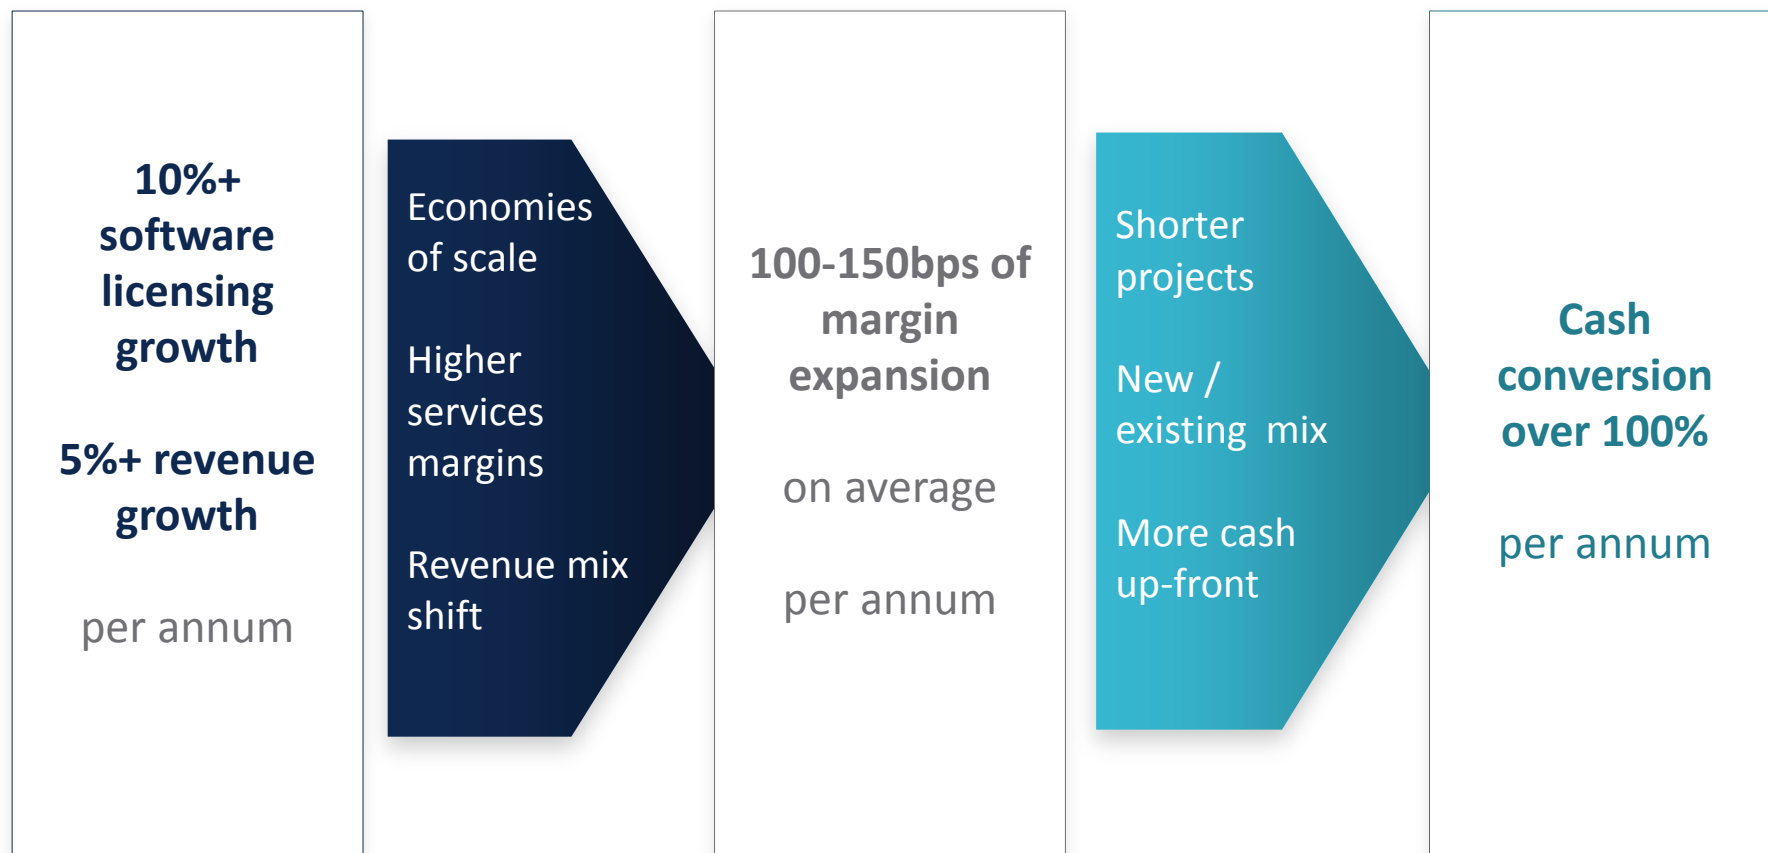 10%+
software
licensing
growth
5%+ revenue
growth
per annum
Economies
of scale
Higher
services
margins
Revenue mix
shift
100-150bps of
margin
expansion
on average
per annum
Shorter
projects
New /
existing  mix
More cash
up-front
Cash
conversion
over 100%
per annum